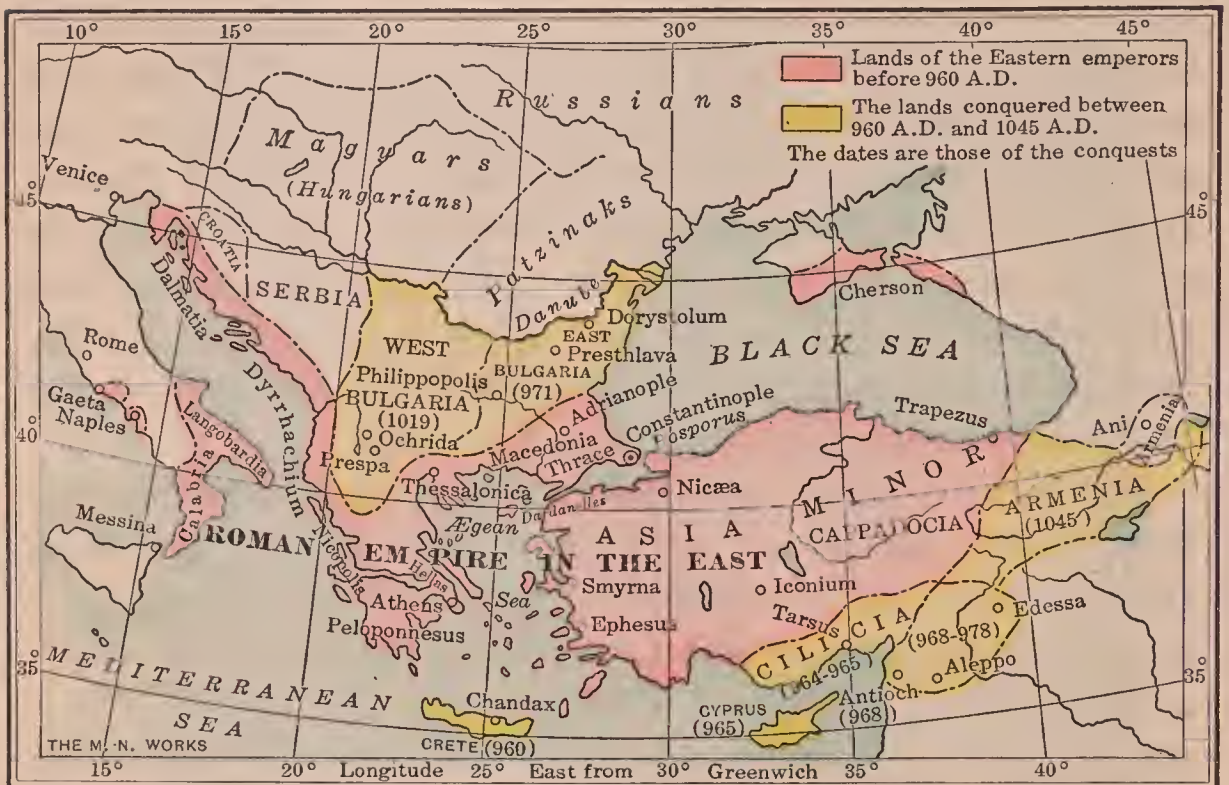 10° 15° 20° 25° 30° 35° 40° 45°
Lands of the Eastern emperors
before 960 A.D.
The lands conquered between
960 A.D. and 1045 A.D.
The dates are those of the conquests
Russians
Magyars
(Hungarians)
Patzinaks
Venice
45°
45°
CROATIA
Dalmatia
SERBIA
Danube
Dorystolum
EAST
BULGARIA
(971)
Presthlava
WEST
BULGARIA
(1019)
Philippopolis
Cherson
BLACK SEA
Rome
Gaeta
Naples
40°
Langobardia
Calabria
Dyrrhachium
Ochrida
Prespa
Adrianople
Macedonia
Thrace
Constantinople
Bosporus
Trapezus
Ani
Armenia
40°
Thessalonica
Dardanelles
Nicæa
ASIA
MINOR
CAPPADOCIA
ARMENIA
(1045)
Messina
ROMAN EMPIRE IN THE EAST
Ægean
Sea
Nicopolis
Hellas
Athens
Peloponnesus
Smyrna
Ephesus
Iconium
Tarsus
CILICIA
(964-965)
(968-978)
Edessa
Aleppo
Antioch
(968)
35°
35°
MEDITERRANEAN
SEA
Chandax
CRETE (960)
CYPRUS
(965)
THE M.-N. WORKS
15° 20° Longitude 25° East from 30° Greenwich 35° 40°